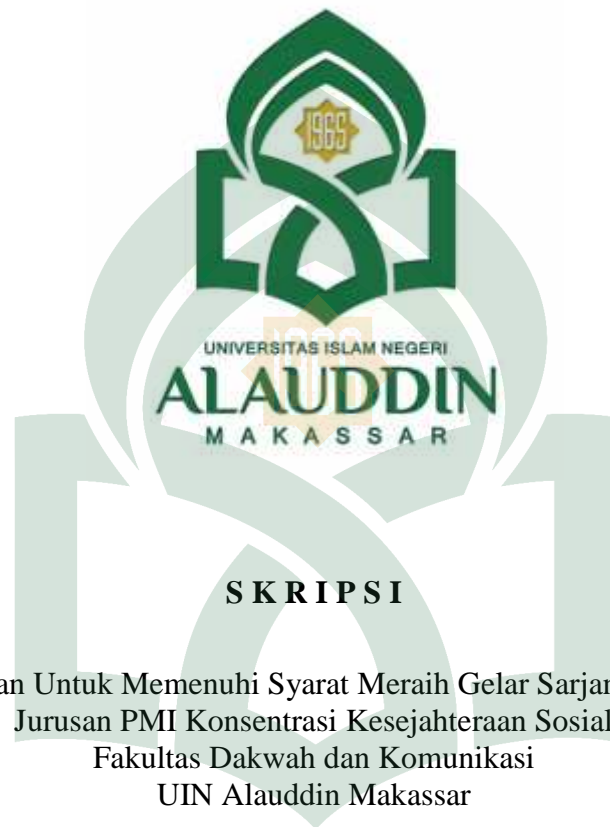 1965
UNIVERSITAS ISLAM NEGERI
ALAUDDIN
MAKASSAR
SKRIPSI
an Untuk Memenuhi Syarat Meraih Gelar Sarjan
Jurusan PMI Konsentrasi Kesejahteraan Sosial
Fakultas Dakwah dan Komunikasi
UIN Alauddin Makassar